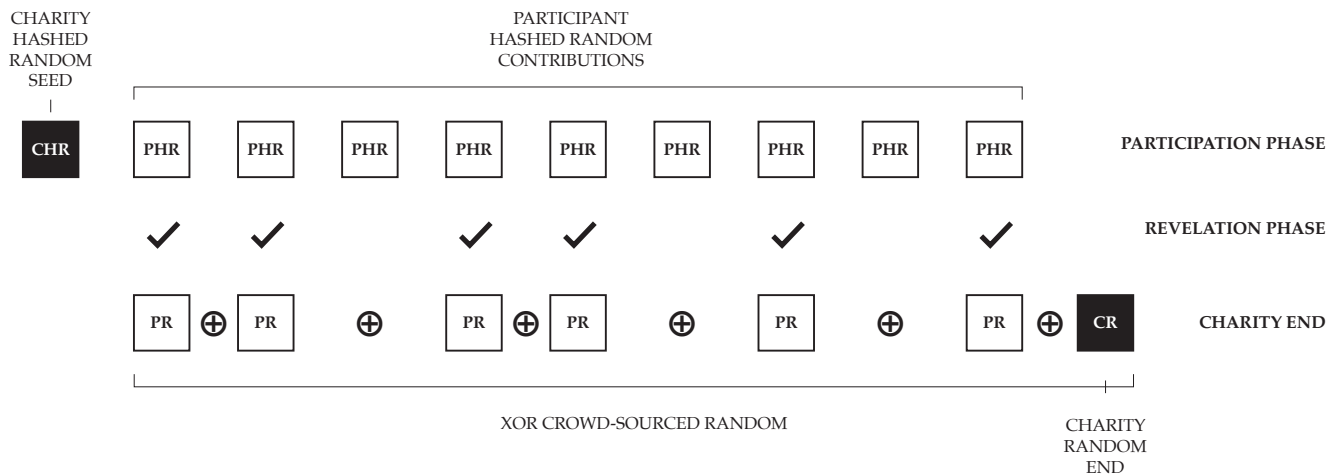 CHARITY
HASHED
RANDOM
SEED
PARTICIPANT
HASHED RANDOM
CONTRIBUTIONS
CHR PHR PHR PHR PHR PHR PHR PHR PHR PHR PARTICIPATION PHASE
REVELATION PHASE
PR PR PR PR PR PR CR CHARITY END
XOR CROWD-SOURCED RANDOM
CHARITY
RANDOM
END